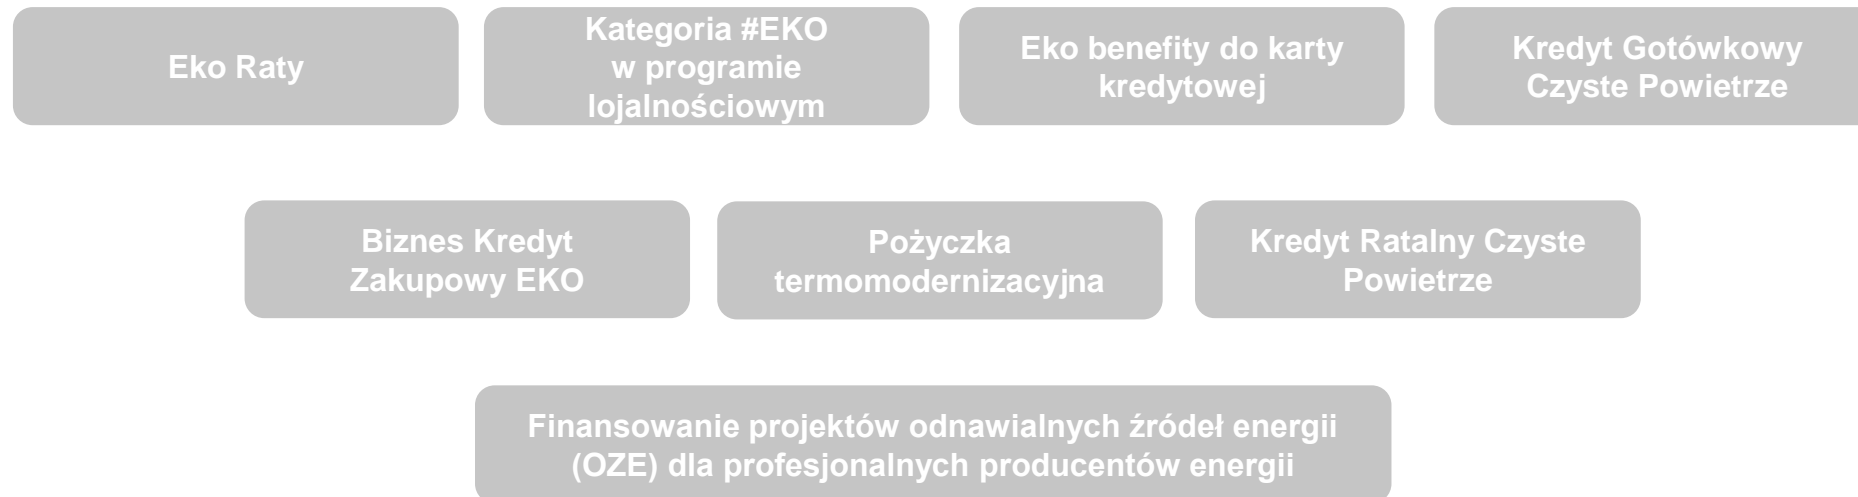 Eko Raty
Kategoria #EKO
w programie
lojalnościowym
Eko benefity do karty
kredytowej
Kredyt Gotówkowy
Czyste Powietrze
Biznes Kredyt
Zakupowy EKO
Pożyczka
termomodernizacyjna
Kredyt Ratalny Czyste
Powietrze
Finansowanie projektów odnawialnych źródeł energii
(OZE) dla profesjonalnych producentów energii